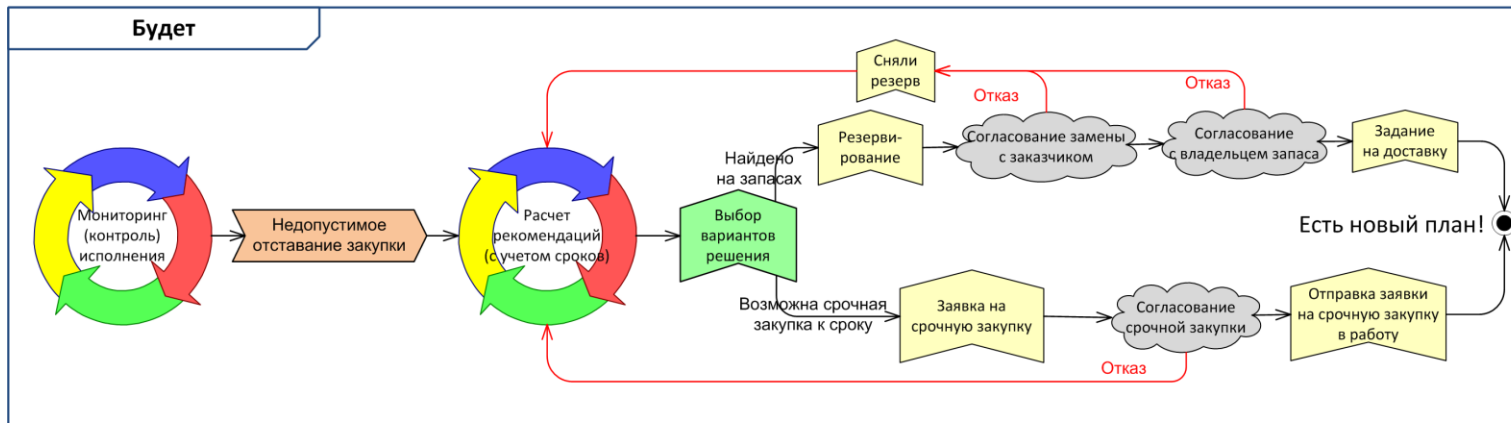 Будет
Сняли
резерв
Отказ
Отказ
Резерви-
рование
Согласование замены
с заказчиком
Согласование
с владельцем запаса
Задание
на доставку
Найдено
на запасах
Мониторинг
(контроль)
исполнения
Недопустимое
отставание закупки
Расчет
рекомендаций
(с учетом сроков)
Выбор
вариантов
решения
Есть новый план!
Возможна срочная
закупка к сроку
Заявка на
срочную закупку
Согласование
срочной закупки
Отправка заявки
на срочную закупку
в работу
Отказ